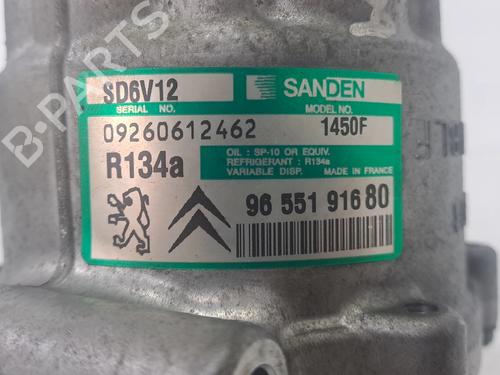 SD6V12 SANDEN
SERIAL NO. MODEL NO.
09260612462 1450F
R134a OIL : SP-10 OR EQUIV.
REFRIGERANT : R134a
VARIABLE DISP. MADE IN FRANCE
96 551 916 80
B-PARTS